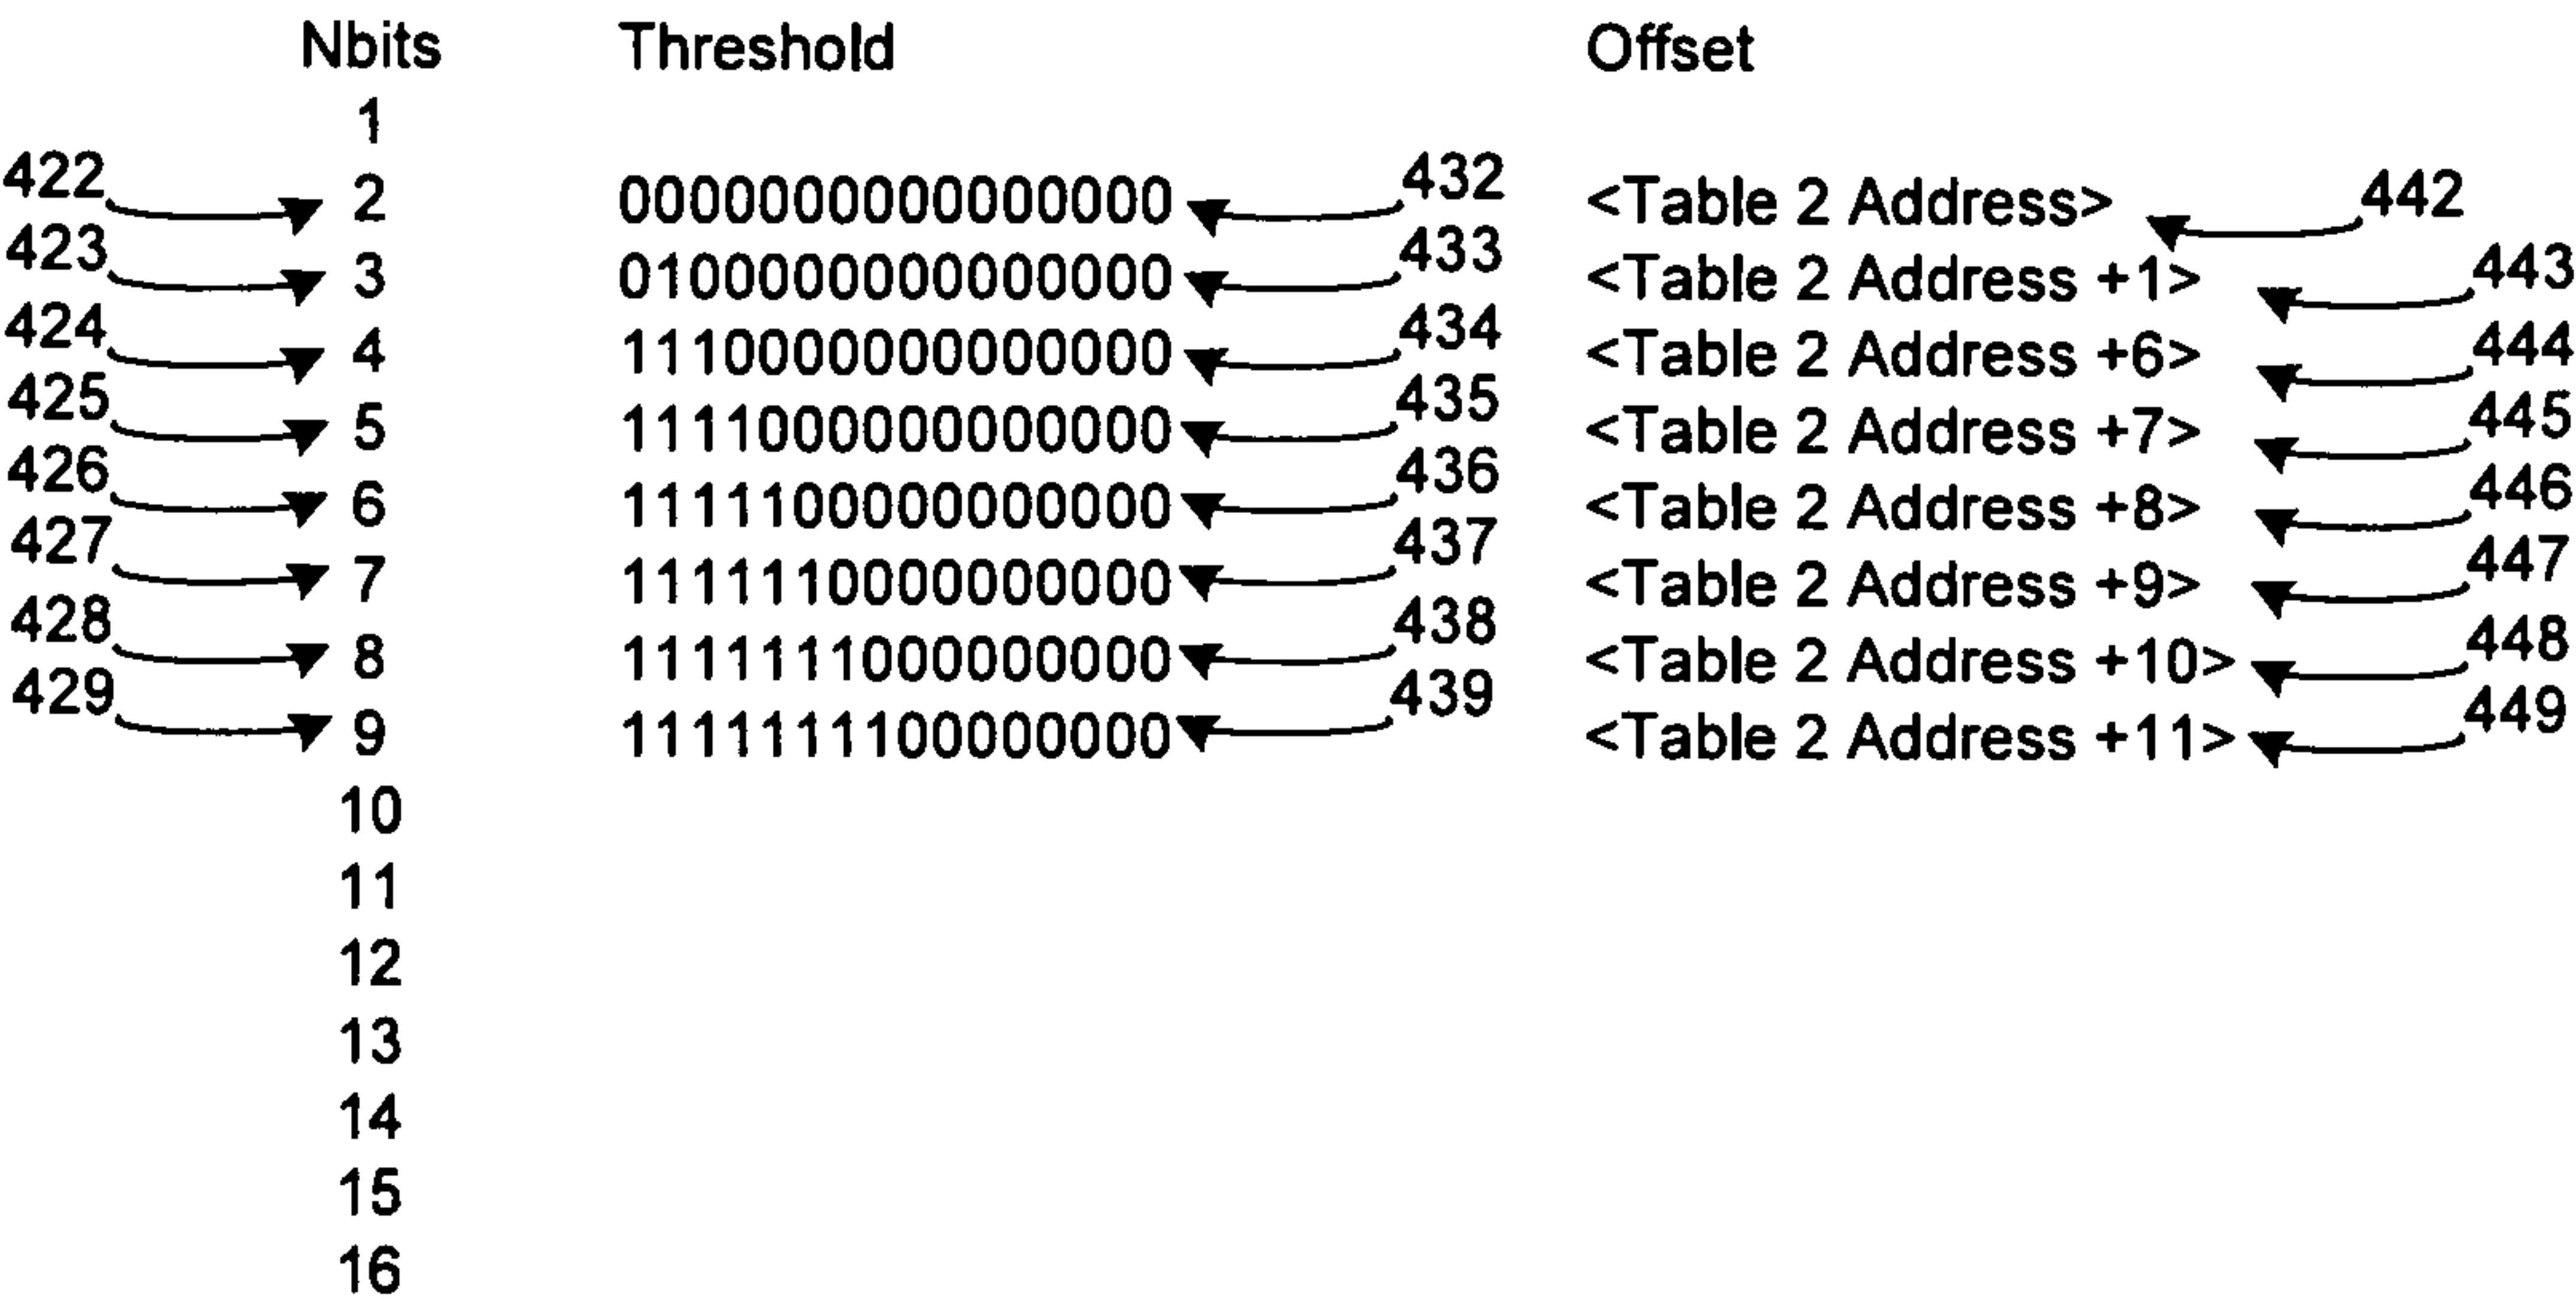 Nbits Threshold Offset
1
422 2 0000000000000000 432 <Table 2 Address> 442
423 3 0100000000000000 433 <Table 2 Address +1> 443
424 4 1110000000000000 434 <Table 2 Address +6> 444
425 5 1111000000000000 435 <Table 2 Address +7> 445
426 6 1111100000000000 436 <Table 2 Address +8> 446
427 7 1111110000000000 437 <Table 2 Address +9> 447
428 8 1111111000000000 438 <Table 2 Address +10> 448
429 9 1111111100000000 439 <Table 2 Address +11> 449
10
11
12
13
14
15
16